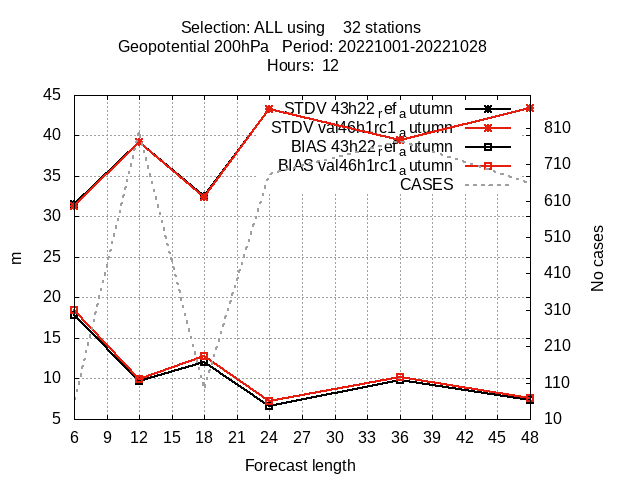 Selection: ALL using    32 stations
Geopotential 200hPa   Period: 20221001-20221028
Hours:  12
45
40
35
30
25
20
15
10
5
m
STDV 43h22_ref_autumn
STDV val46h1rc1_autumn
BIAS 43h22_ref_autumn
BIAS val46h1rc1_autumn
CASES
810
710
610
510
410
310
210
110
10
No cases
6 9 12 15 18 21 24 27 30 33 36 39 42 45 48
Forecast length